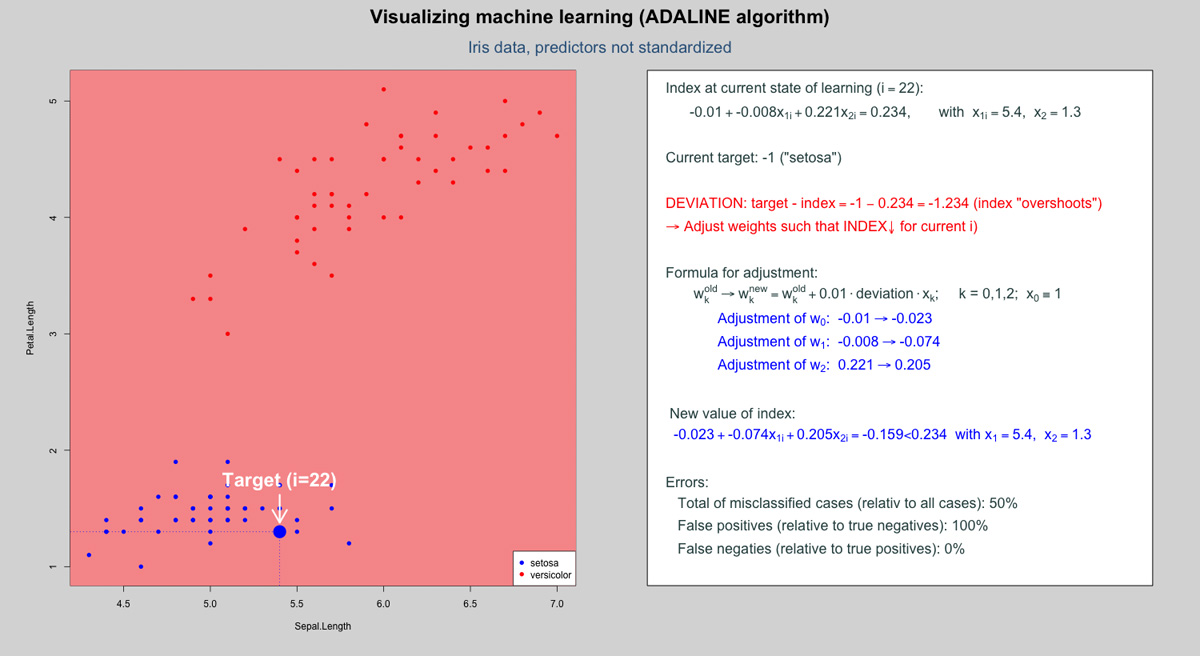 Visualizing machine learning (ADALINE algorithm)
Iris data, predictors not standardized
Petal.Length
5
4
3
2
1
Target (i=22)
setosa
versicolor
4.5 5.0 5.5 6.0 6.5 7.0
Sepal.Length
Index at current state of learning (i = 22):
-0.01 + -0.008x₁ᵢ + 0.221x₂ᵢ = 0.234, with x₁ᵢ = 5.4, x₂ = 1.3
Current target: -1 ("setosa")
DEVIATION: target - index = -1 − 0.234 = -1.234 (index "overshoots")
→ Adjust weights such that INDEX↓ for current i)
Formula for adjustment:
wₖᵒˡᵈ → wₖⁿᵉʷ = wₖᵒˡᵈ + 0.01 · deviation · xₖ; k = 0,1,2; x₀ ≡ 1
Adjustment of w₀: -0.01 → -0.023
Adjustment of w₁: -0.008 → -0.074
Adjustment of w₂: 0.221 → 0.205
New value of index:
-0.023 + -0.074x₁ᵢ + 0.205x₂ᵢ = -0.159<0.234 with x₁ = 5.4, x₂ = 1.3
Errors:
Total of misclassified cases (relativ to all cases): 50%
False positives (relative to true negatives): 100%
False negaties (relative to true positives): 0%